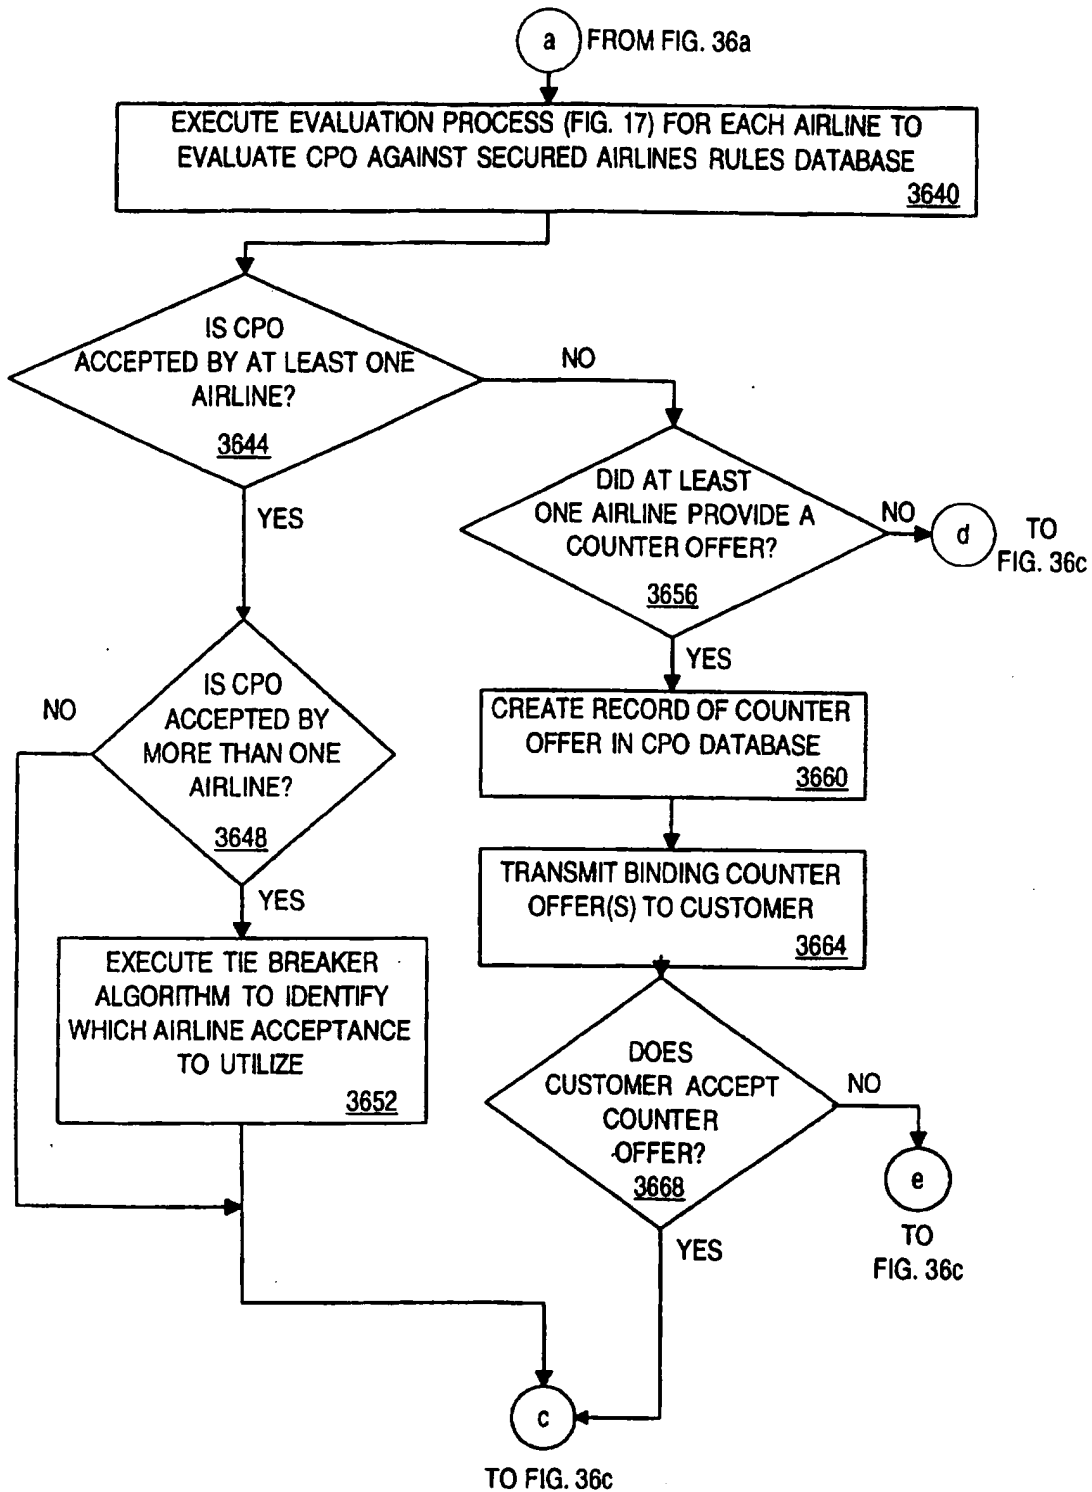 a FROM FIG. 36a
EXECUTE EVALUATION PROCESS (FIG. 17) FOR EACH AIRLINE TO
EVALUATE CPO AGAINST SECURED AIRLINES RULES DATABASE
3640
IS CPO
ACCEPTED BY AT LEAST ONE
AIRLINE?
3644
NO
YES
DID AT LEAST
ONE AIRLINE PROVIDE A
COUNTER OFFER?
3656
NO
d
TO
FIG. 36c
YES
IS CPO
ACCEPTED BY
MORE THAN ONE
AIRLINE?
3648
NO
YES
CREATE RECORD OF COUNTER
OFFER IN CPO DATABASE
3660
TRANSMIT BINDING COUNTER
OFFER(S) TO CUSTOMER
3664
EXECUTE TIE BREAKER
ALGORITHM TO IDENTIFY
WHICH AIRLINE ACCEPTANCE
TO UTILIZE
3652
DOES
CUSTOMER ACCEPT
COUNTER
OFFER?
3668
NO
e
TO
FIG. 36c
YES
c
TO FIG. 36c